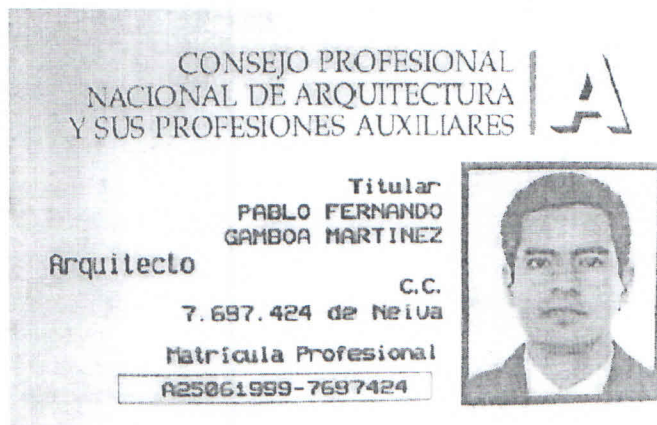 CONSEJO PROFESIONAL
NACIONAL DE ARQUITECTURA
Y SUS PROFESIONES AUXILIARES
A
Titular
PABLO FERNANDO
GAMBOA MARTINEZ
Arquitecto
C.C.
7.697.424 de Neiva
Matrícula Profesional
A25061999-7697424